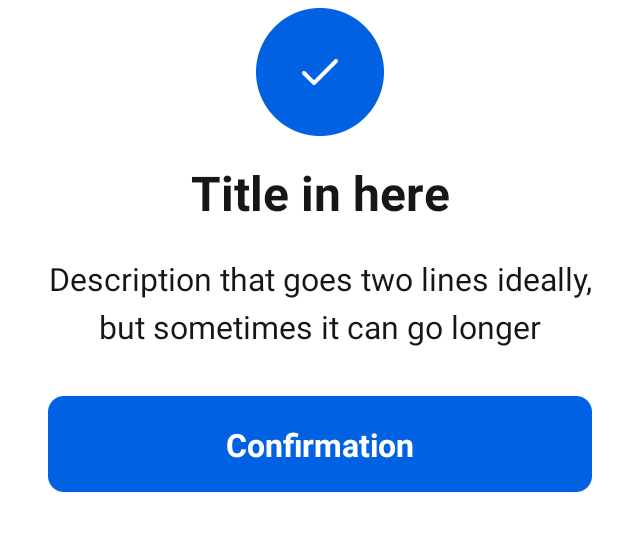 Title in here
Description that goes two lines ideally,
but sometimes it can go longer
Confirmation